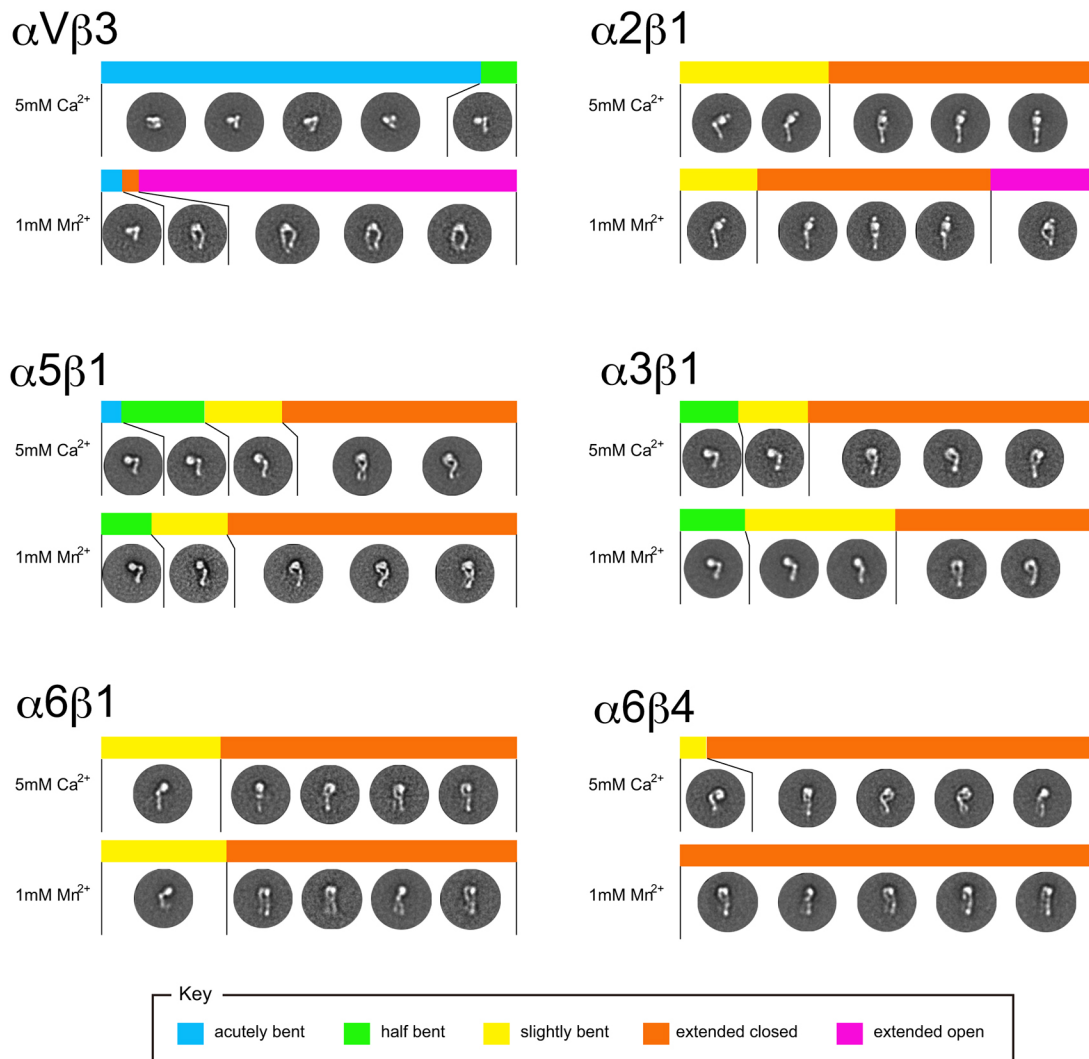 αVβ3
5mM Ca²⁺
1mM Mn²⁺
α2β1
5mM Ca²⁺
1mM Mn²⁺
α5β1
5mM Ca²⁺
1mM Mn²⁺
α3β1
5mM Ca²⁺
1mM Mn²⁺
α6β1
5mM Ca²⁺
1mM Mn²⁺
α6β4
5mM Ca²⁺
1mM Mn²⁺
Key
acutely bent
half bent
slightly bent
extended closed
extended open